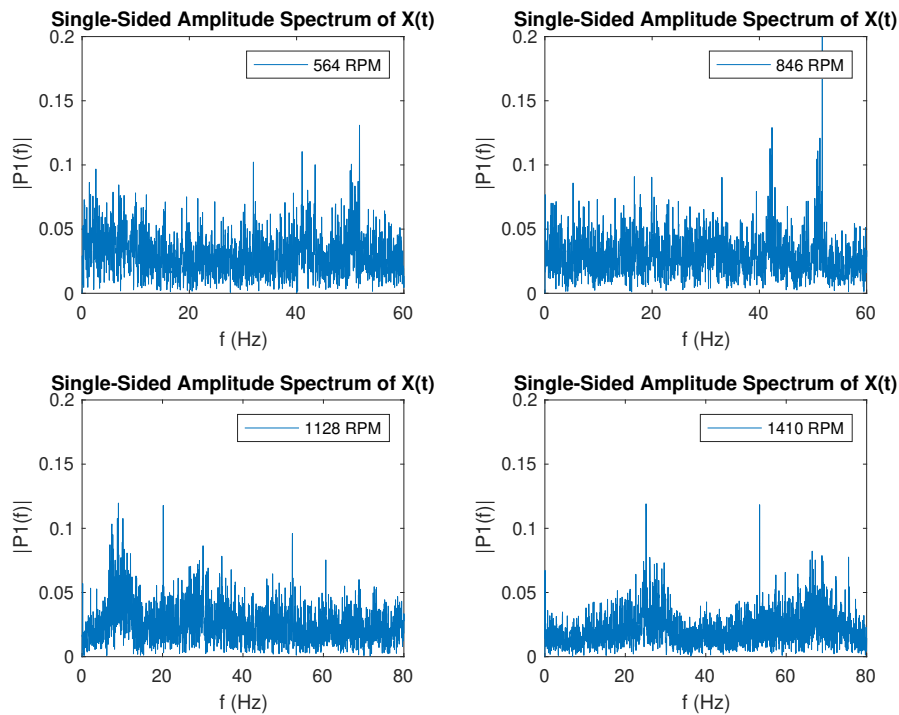 Single-Sided Amplitude Spectrum of X(t)
0.2
0.15
0.1
0.05
0
|P1(f)|
564 RPM
0 20 40 60
f (Hz)
Single-Sided Amplitude Spectrum of X(t)
0.2
0.15
0.1
0.05
0
|P1(f)|
846 RPM
0 20 40 60
f (Hz)
Single-Sided Amplitude Spectrum of X(t)
0.2
0.15
0.1
0.05
0
|P1(f)|
1128 RPM
0 20 40 60 80
f (Hz)
Single-Sided Amplitude Spectrum of X(t)
0.2
0.15
0.1
0.05
0
|P1(f)|
1410 RPM
0 20 40 60 80
f (Hz)